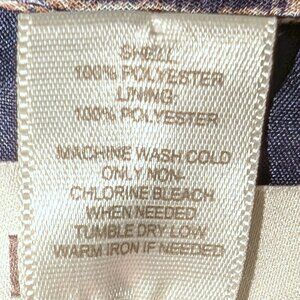 SHELL
100% POLYESTER
LINING-
100% POLYESTER
MACHINE WASH COLD
ONLY NON-
CHLORINE BLEACH
WHEN NEEDED
TUMBLE DRY LOW
WARM IRON IF NEEDED